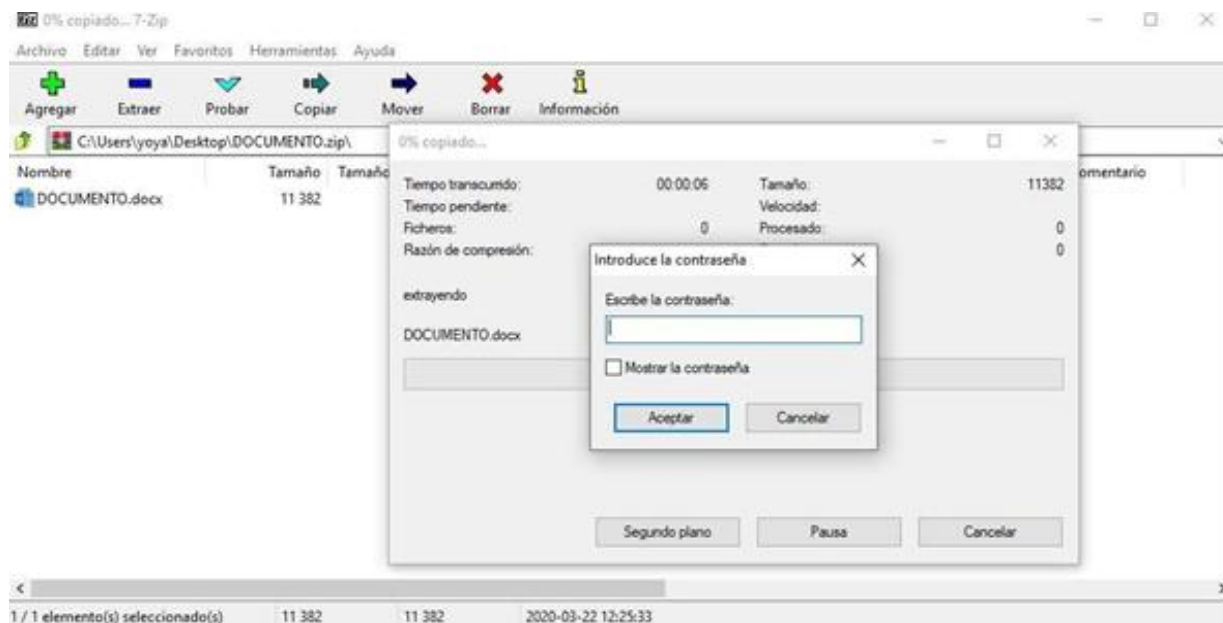 0% copiado... 7-Zip
Archivo Editar Ver Favoritos Herramientas Ayuda
Agregar Extraer Probar Copiar Mover Borrar Información
C:\Users\yoya\Desktop\DOCUMENTO.zip\
Nombre Tamaño Tamaño omentario
DOCUMENTO.docx 11 382
0% copiado...
Tiempo transcurrido: 00:00:06 Tamaño: 11382
Tiempo pendiente: Velocidad:
Ficheros: 0 Procesado: 0
Razón de compresión: 0
extrayendo
DOCUMENTO.docx
Introduce la contraseña
Escribe la contraseña:
Mostrar la contraseña
Aceptar Cancelar
Segundo plano Pausa Cancelar
1 / 1 elemento(s) seleccionado(s) 11 382 11 382 2020-03-22 12:25:33